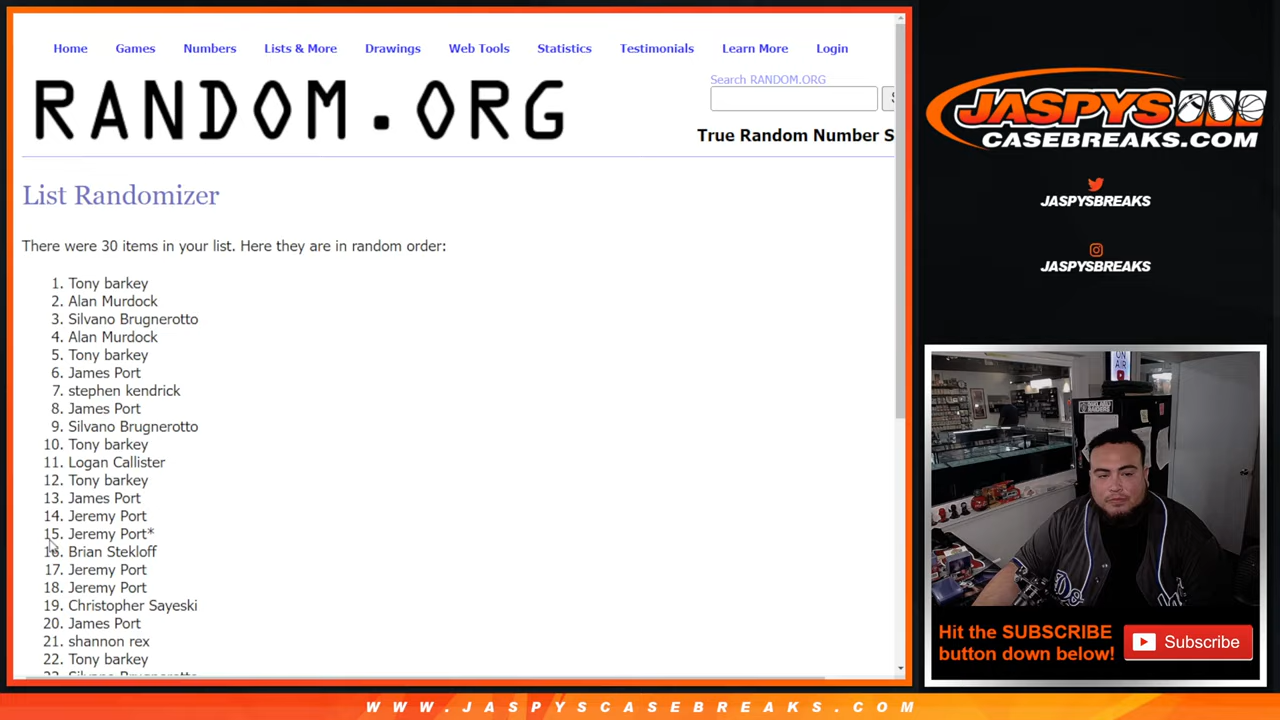 Home Games Numbers Lists & More Drawings Web Tools Statistics Testimonials Learn More Login
RANDOM.ORG
Search RANDOM.ORG
True Random Number S
List Randomizer
There were 30 items in your list. Here they are in random order:
1. Tony barkey
2. Alan Murdock
3. Silvano Brugnerotto
4. Alan Murdock
5. Tony barkey
6. James Port
7. stephen kendrick
8. James Port
9. Silvano Brugnerotto
10. Tony barkey
11. Logan Callister
12. Tony barkey
13. James Port
14. Jeremy Port
15. Jeremy Port*
16. Brian Stekloff
17. Jeremy Port
18. Jeremy Port
19. Christopher Sayeski
20. James Port
21. shannon rex
22. Tony barkey
23. Silvano Brugnerotto
JASPYS
CASEBREAKS.COM
JASPYSBREAKS
JASPYSBREAKS
ON
AIR
Hit the SUBSCRIBE
button down below!
Subscribe
WWW.JASPYSCASEBREAKS.COM